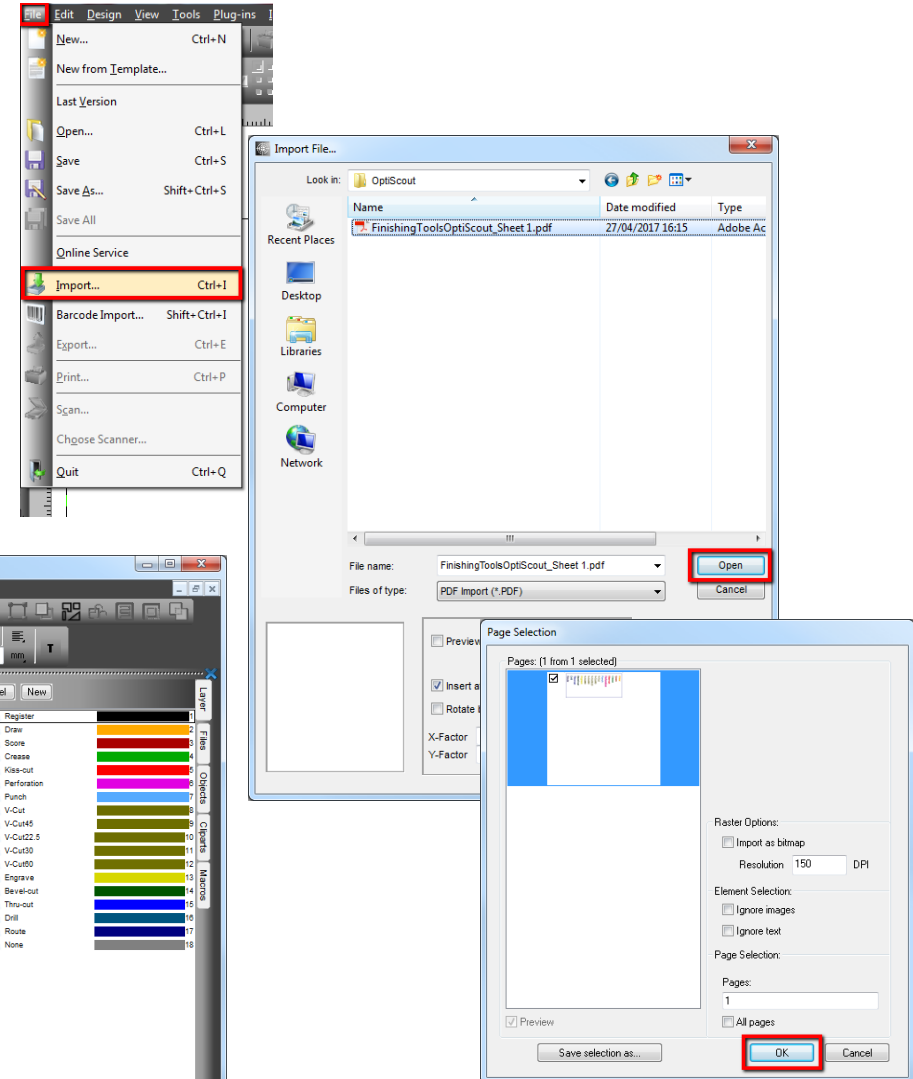 File Edit Design View Tools Plug-ins
New... Ctrl+N
New from Template...
Last Version
Open... Ctrl+L
Save Ctrl+S
Save As... Shift+Ctrl+S
Save All
Online Service
Import... Ctrl+I
Barcode Import... Shift+Ctrl+I
Export... Ctrl+E
Print... Ctrl+P
Scan...
Choose Scanner...
Quit Ctrl+Q
Import File...
Look in: OptiScout
Name Date modified Type
FinishingToolsOptiScout_Sheet 1.pdf 27/04/2017 16:15 Adobe Ac
Recent Places
Desktop
Libraries
Computer
Network
File name: FinishingToolsOptiScout_Sheet 1.pdf Open
Files of type: PDF Import (*.PDF) Cancel
Preview
Insert a
Rotate
X-Factor
Y-Factor
mm
T
el New
Register 1
Draw 2
Score 3
Crease 4
Kiss-cut 5
Perforation 6
Punch 7
V-Cut 8
V-Cut45 9
V-Cut22.5 10
V-Cut30 11
V-Cut60 12
Engrave 13
Bevel-cut 14
Thru-cut 15
Drill 16
Route 17
None 18
Layer
Files
Objects
Cliparts
Macros
Page Selection
Pages: (1 from 1 selected)
Raster Options:
Import as bitmap
Resolution 150 DPI
Element Selection:
Ignore images
Ignore text
Page Selection:
Pages:
1
All pages
Preview
Save selection as... OK Cancel